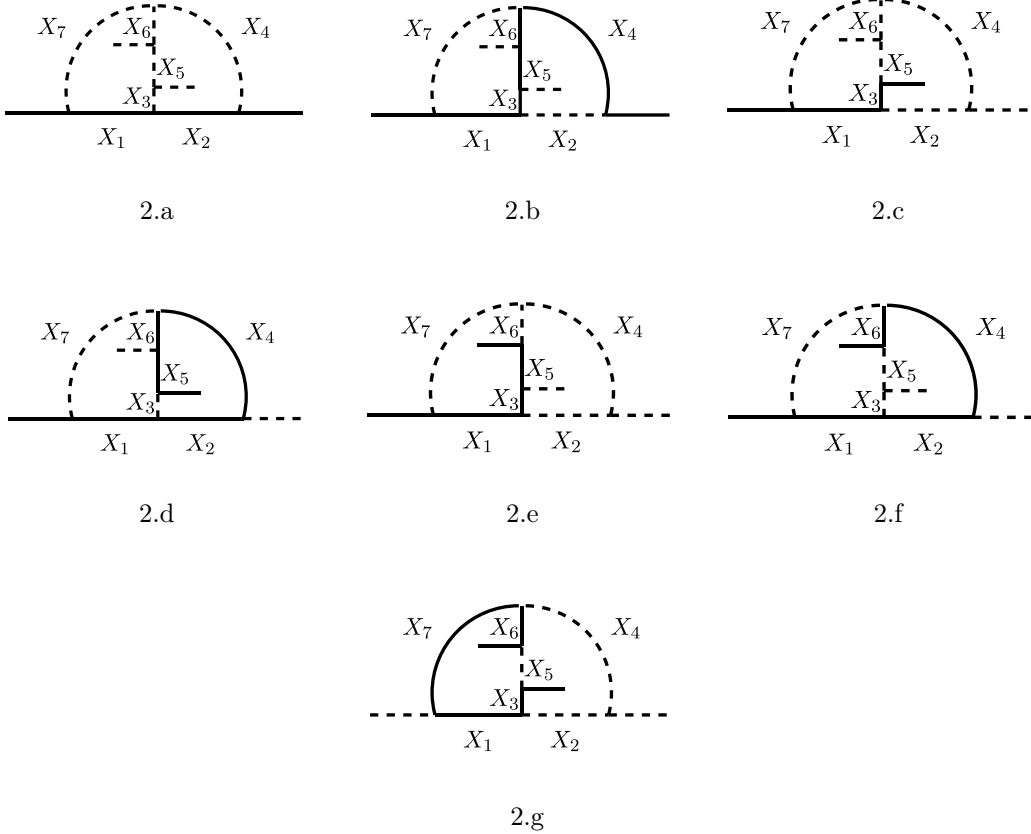 X₇ X₆ X₄ X₇ X₆ X₄ X₇ X₆ X₄
X₅ X₅ X₅
X₃ X₃ X₃
X₁ X₂ X₁ X₂ X₁ X₂
2.a 2.b 2.c
X₇ X₆ X₄ X₇ X₆ X₄ X₇ X₆ X₄
X₅ X₅ X₅
X₃ X₃ X₃
X₁ X₂ X₁ X₂ X₁ X₂
2.d 2.e 2.f
X₇ X₆ X₄
X₅
X₃
X₁ X₂
2.g